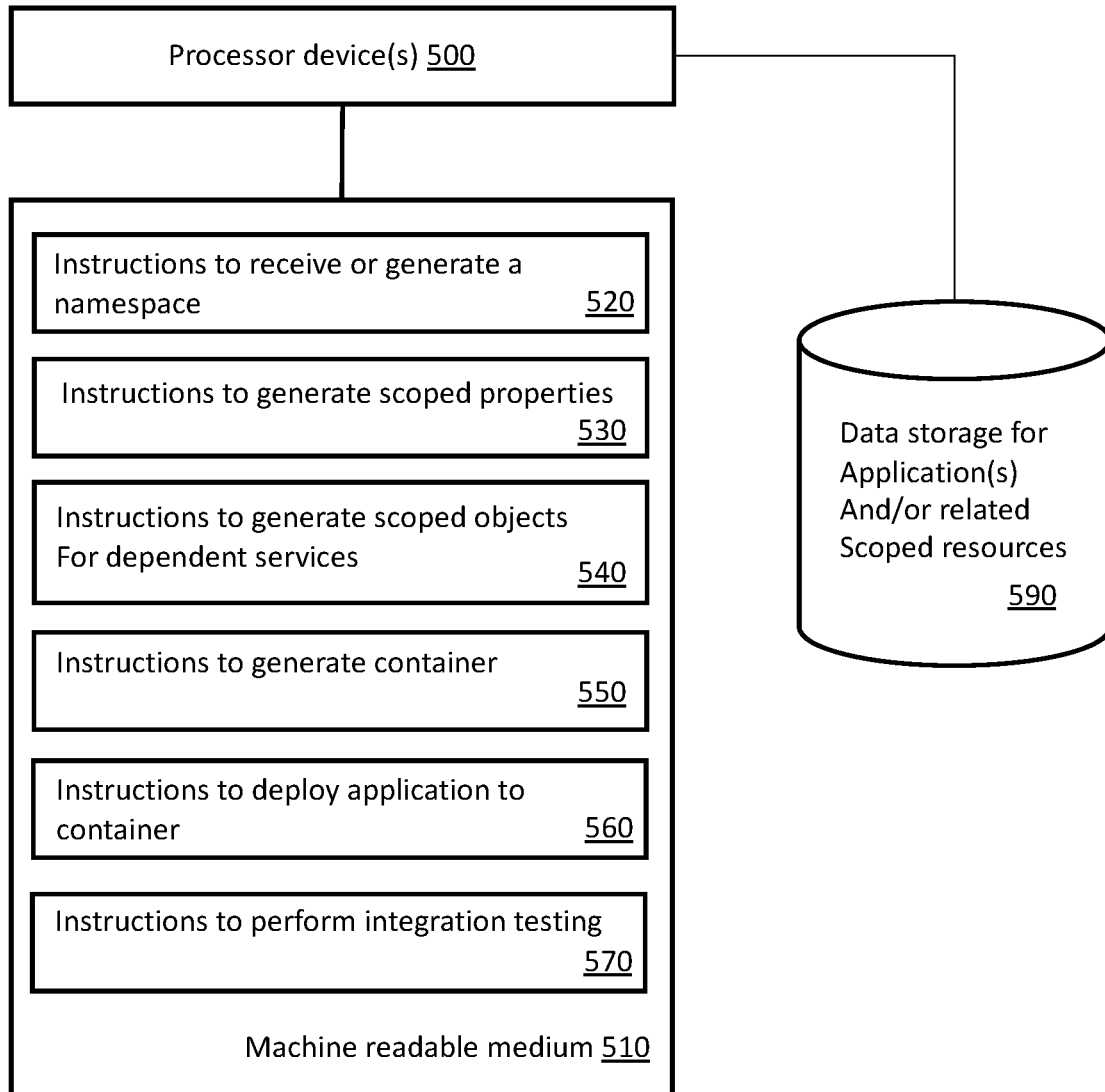 Processor device(s) 500
Instructions to receive or generate a
namespace 520
Instructions to generate scoped properties
530
Instructions to generate scoped objects
For dependent services 540
Instructions to generate container
550
Instructions to deploy application to
container 560
Instructions to perform integration testing
570
Machine readable medium 510
Data storage for
Application(s)
And/or related
Scoped resources
590